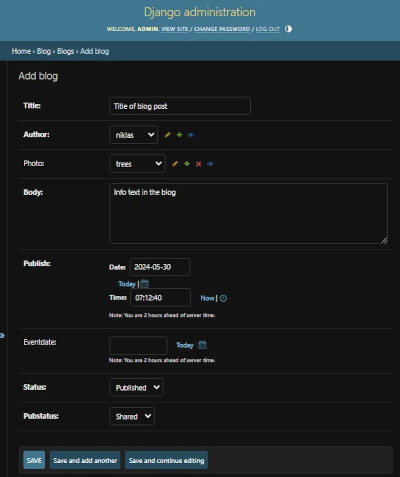 Django administration
WELCOME, ADMIN. VIEW SITE / CHANGE PASSWORD / LOG OUT
Home › Blog › Blogs › Add blog
Add blog
Title: Title of blog post
Author: niklas
Photo: trees
Body: Info text in the blog
Publish: Date: 2024-05-30
Today |
Time: 07:12:40 Now |
Note: You are 2 hours ahead of server time.
Eventdate: Today
Note: You are 2 hours ahead of server time.
Status: Published
Pubstatus: Shared
SAVE Save and add another Save and continue editing
»